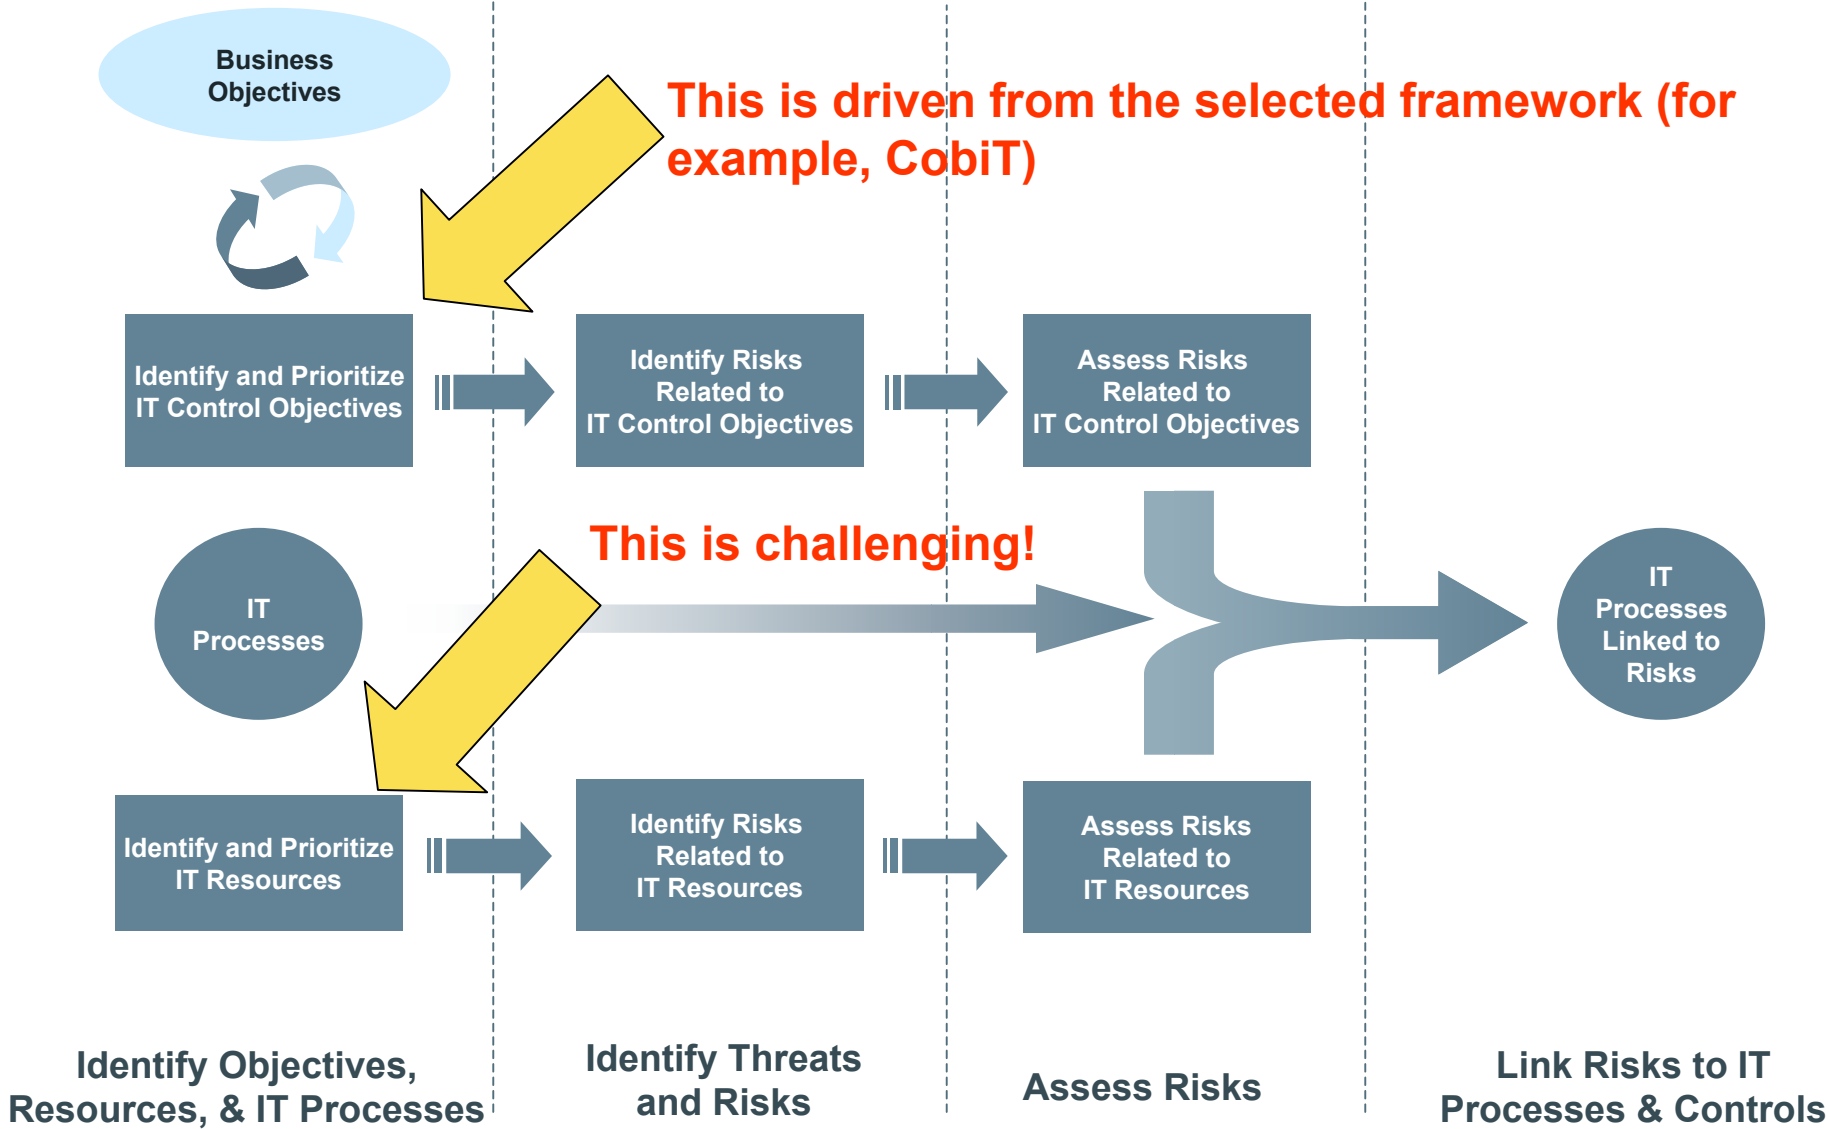 Business
Objectives
This is driven from the selected framework (for
example, CobiT)
Identify and Prioritize
IT Control Objectives
Identify Risks
Related to
IT Control Objectives
Assess Risks
Related to
IT Control Objectives
This is challenging!
IT
Processes
IT
Processes
Linked to
Risks
Identify and Prioritize
IT Resources
Identify Risks
Related to
IT Resources
Assess Risks
Related to
IT Resources
Identify Objectives,
Resources, & IT Processes
Identify Threats
and Risks
Assess Risks
Link Risks to IT
Processes & Controls